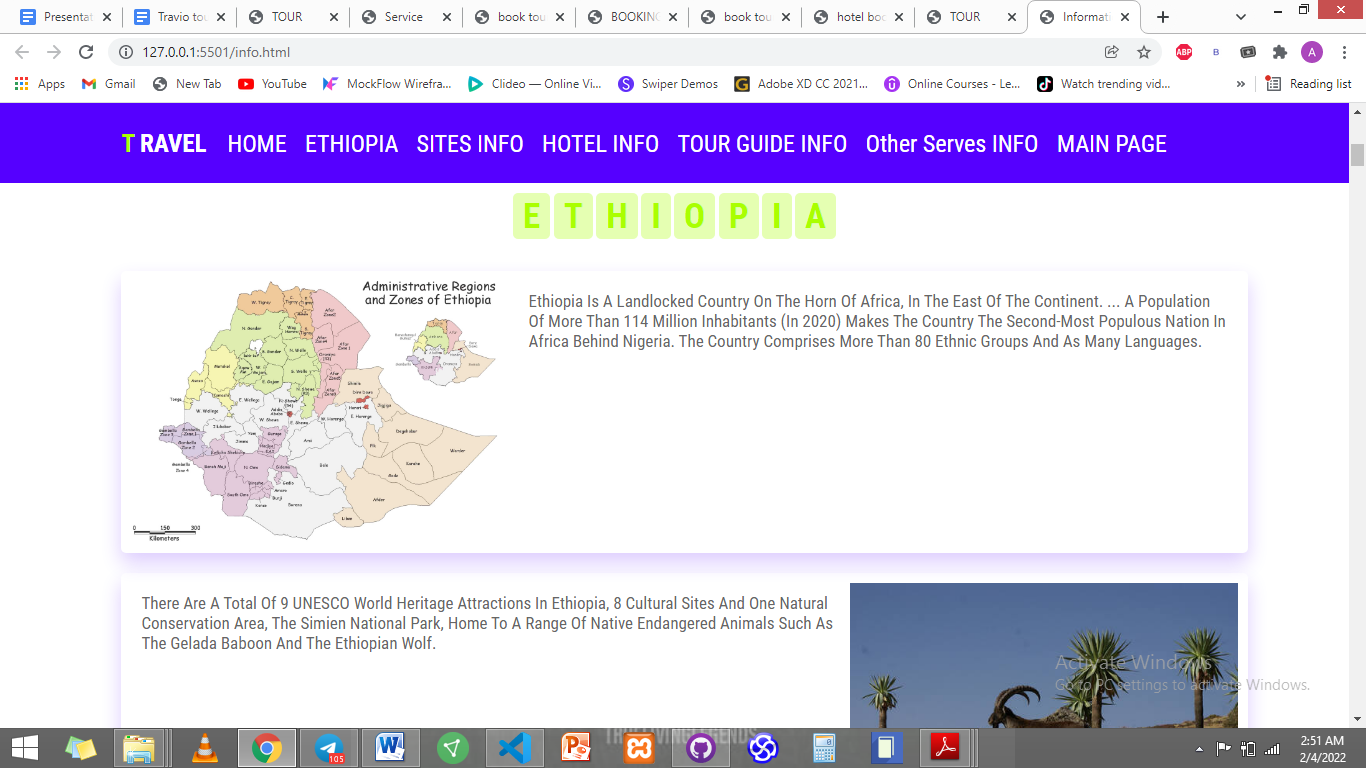 Presentat
Travio tou
TOUR
Service
book tou
BOOKING
book tou
hotel boo
TOUR
Informati
127.0.0.1:5501/info.html
ABP
B
A
Apps
Gmail
New Tab
YouTube
MockFlow Wirefra...
Clideo — Online Vi...
Swiper Demos
Adobe XD CC 2021...
Online Courses - Le...
Watch trending vid...
»
Reading list
T RAVEL HOME ETHIOPIA SITES INFO HOTEL INFO TOUR GUIDE INFO Other Serves INFO MAIN PAGE
ETHIOPIA
Administrative Regions
and Zones of Ethiopia
0 150 300
Kilometers
Ethiopia Is A Landlocked Country On The Horn Of Africa, In The East Of The Continent. ... A Population
Of More Than 114 Million Inhabitants (In 2020) Makes The Country The Second-Most Populous Nation In
Africa Behind Nigeria. The Country Comprises More Than 80 Ethnic Groups And As Many Languages.
There Are A Total Of 9 UNESCO World Heritage Attractions In Ethiopia, 8 Cultural Sites And One Natural
Conservation Area, The Simien National Park, Home To A Range Of Native Endangered Animals Such As
The Gelada Baboon And The Ethiopian Wolf.
Activate Windows
Go to PC settings to activate Windows.
105
2:51 AM
2/4/2022